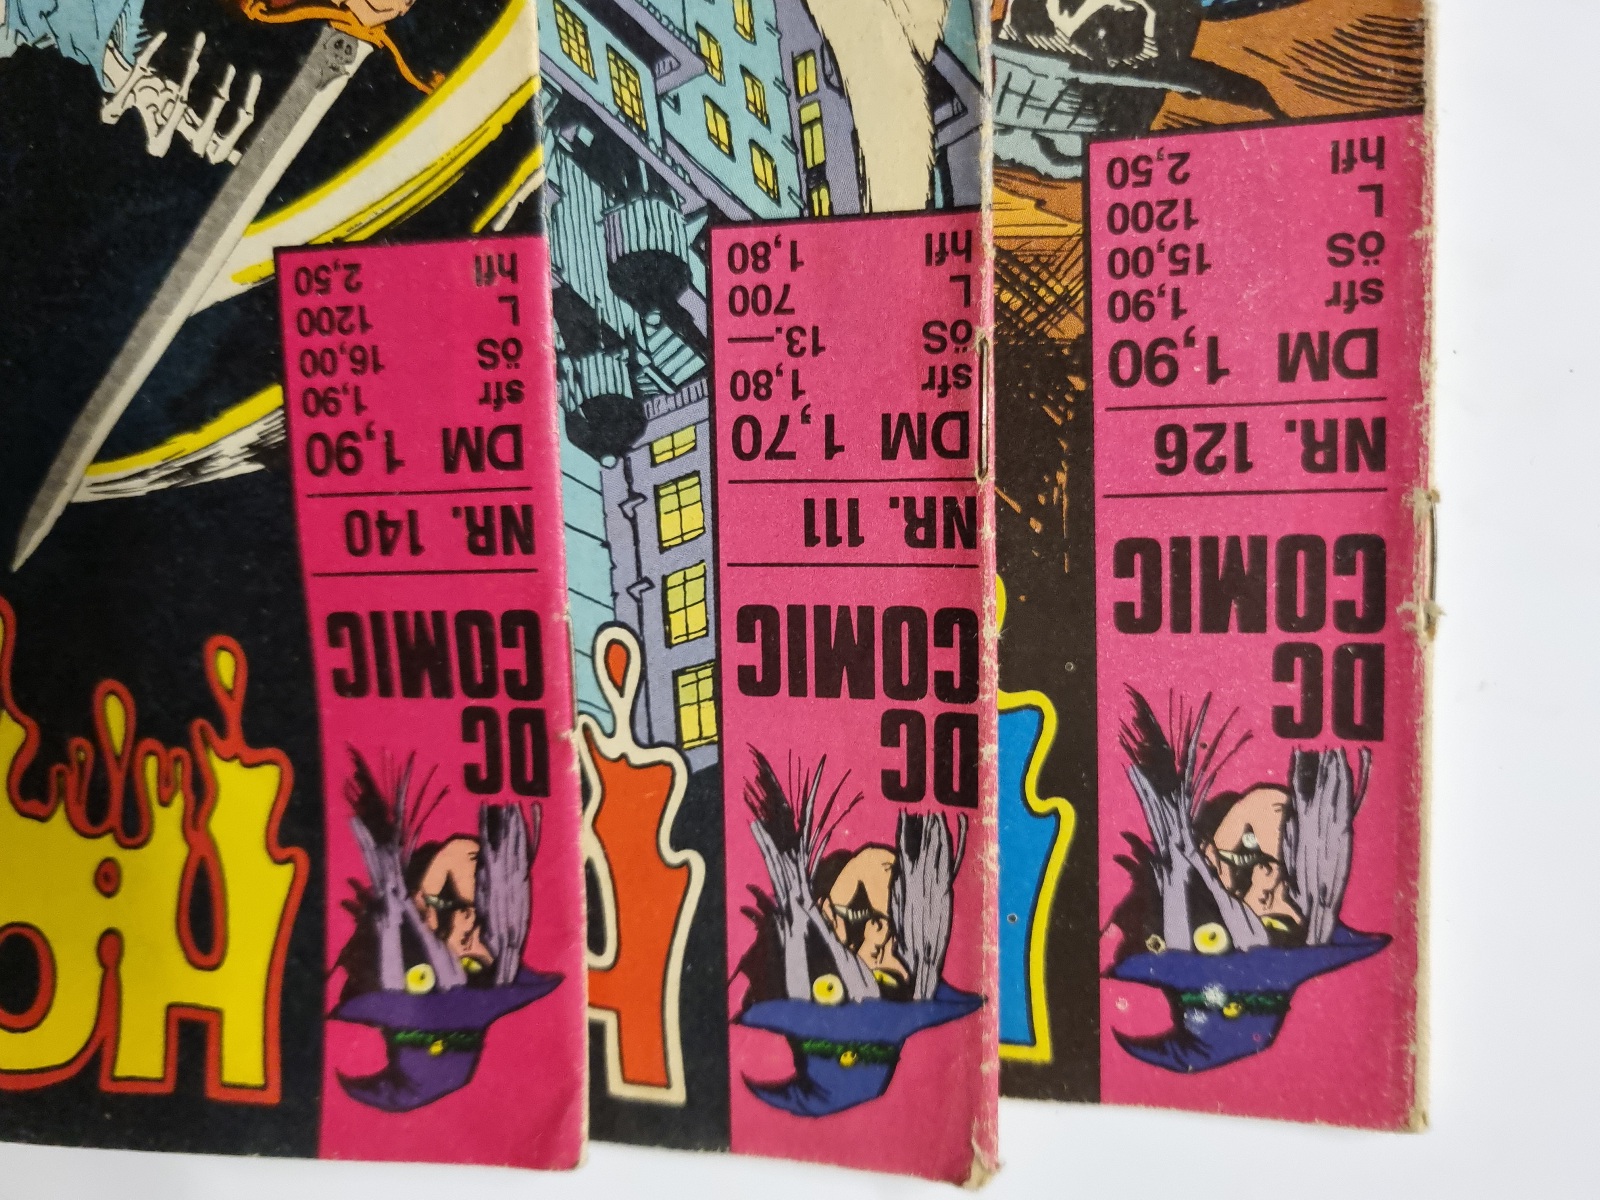 DC
COMIC
NR. 126
DM 1,90
sfr 1,90
öS 15,00
L 1200
hfl 2,50
DC
COMIC
NR. 111
DM 1,70
sfr 1,80
öS 13.—
L 700
hfl 1,80
DC
COMIC
NR. 140
DM 1,90
sfr 1,90
öS 16,00
L 1200
hfl 2,50